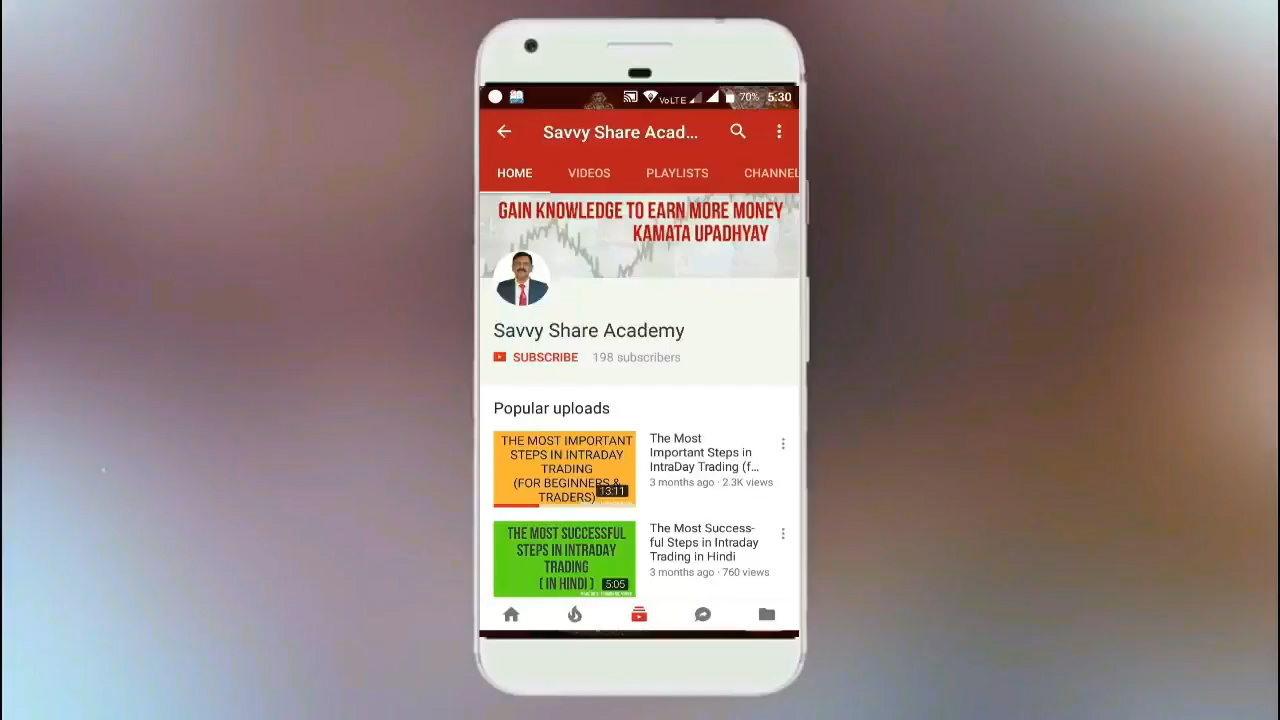 VoLTE 70% 5:30
Savvy Share Acad...
HOME VIDEOS PLAYLISTS CHANNEL
GAIN KNOWLEDGE TO EARN MORE MONEY
KAMATA UPADHYAY
Savvy Share Academy
SUBSCRIBE 198 subscribers
Popular uploads
THE MOST IMPORTANT
STEPS IN INTRADAY
TRADING
(FOR BEGINNERS &
TRADERS)
13:11
The Most
Important Steps in
IntraDay Trading (f...
3 months ago · 2.3K views
THE MOST SUCCESSFUL
STEPS IN INTRADAY
TRADING
( IN HINDI )
5:05
The Most Success-
ful Steps in Intraday
Trading in Hindi
3 months ago · 760 views